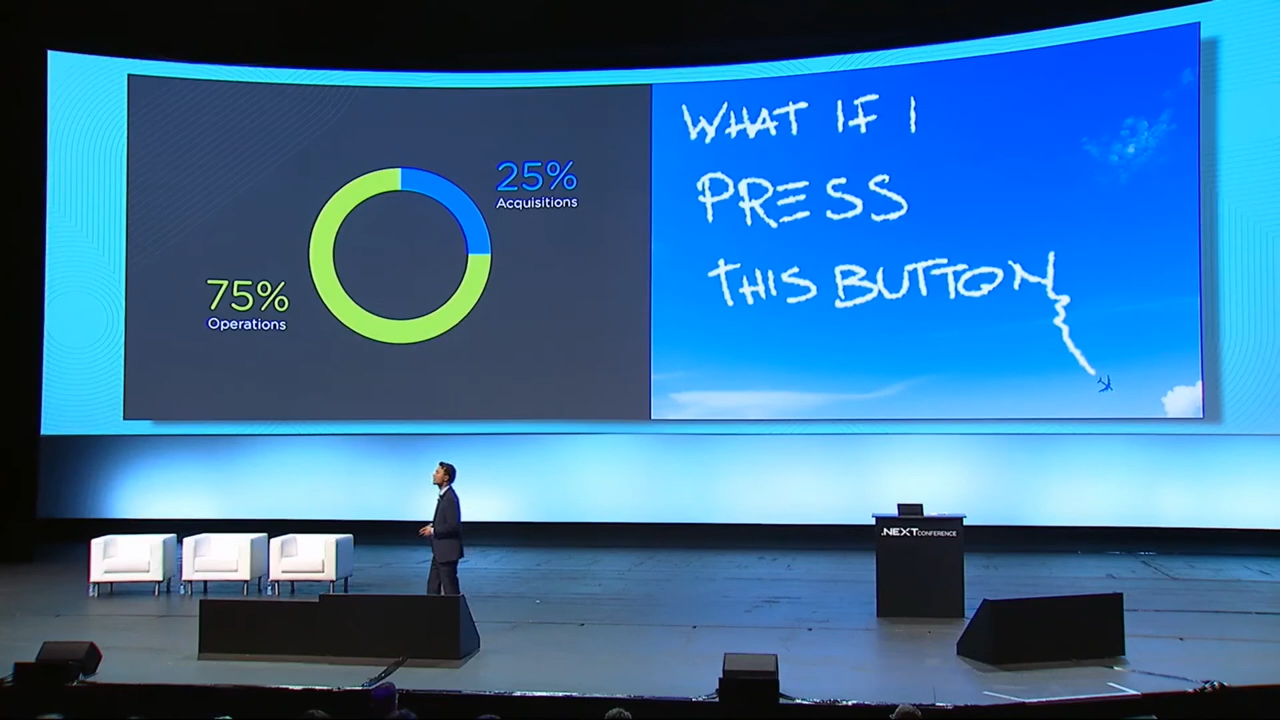 25%
Acquisitions
75%
Operations
WHAT IF I
PRESS
THIS BUTTON
.NEXT CONFERENCE